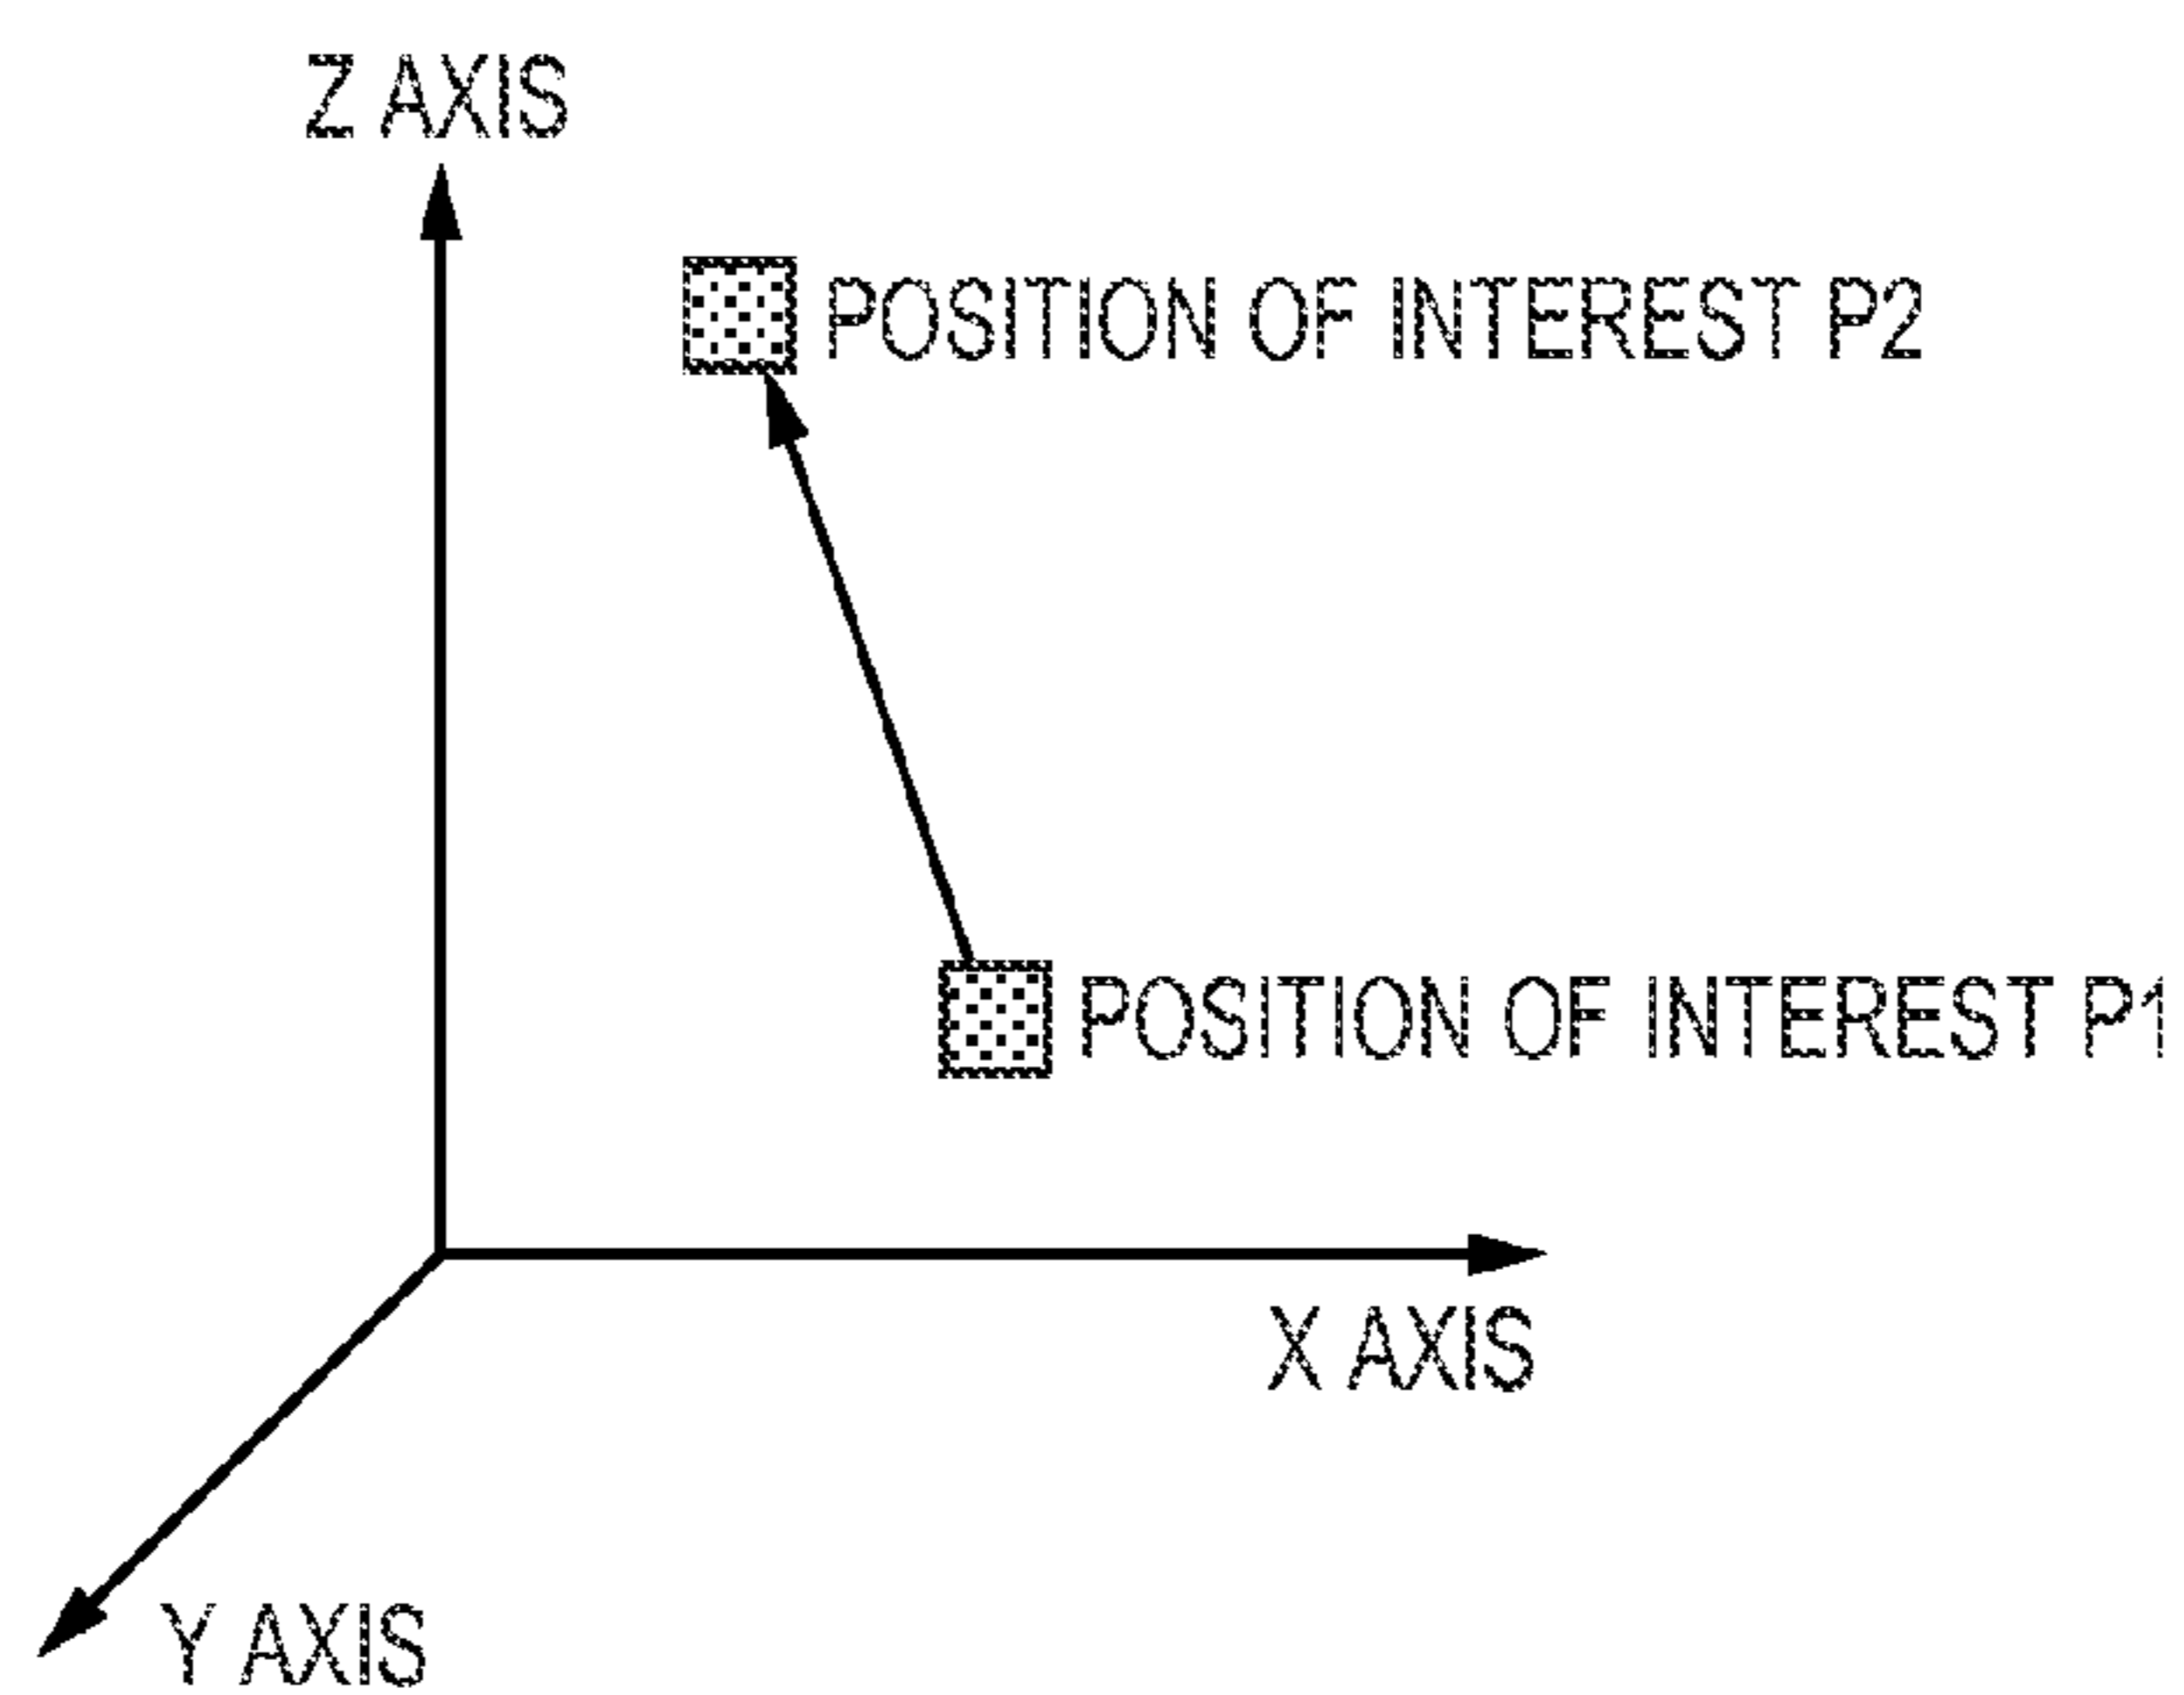 Z AXIS
POSITION OF INTEREST P2
POSITION OF INTEREST P1
X AXIS
Y AXIS